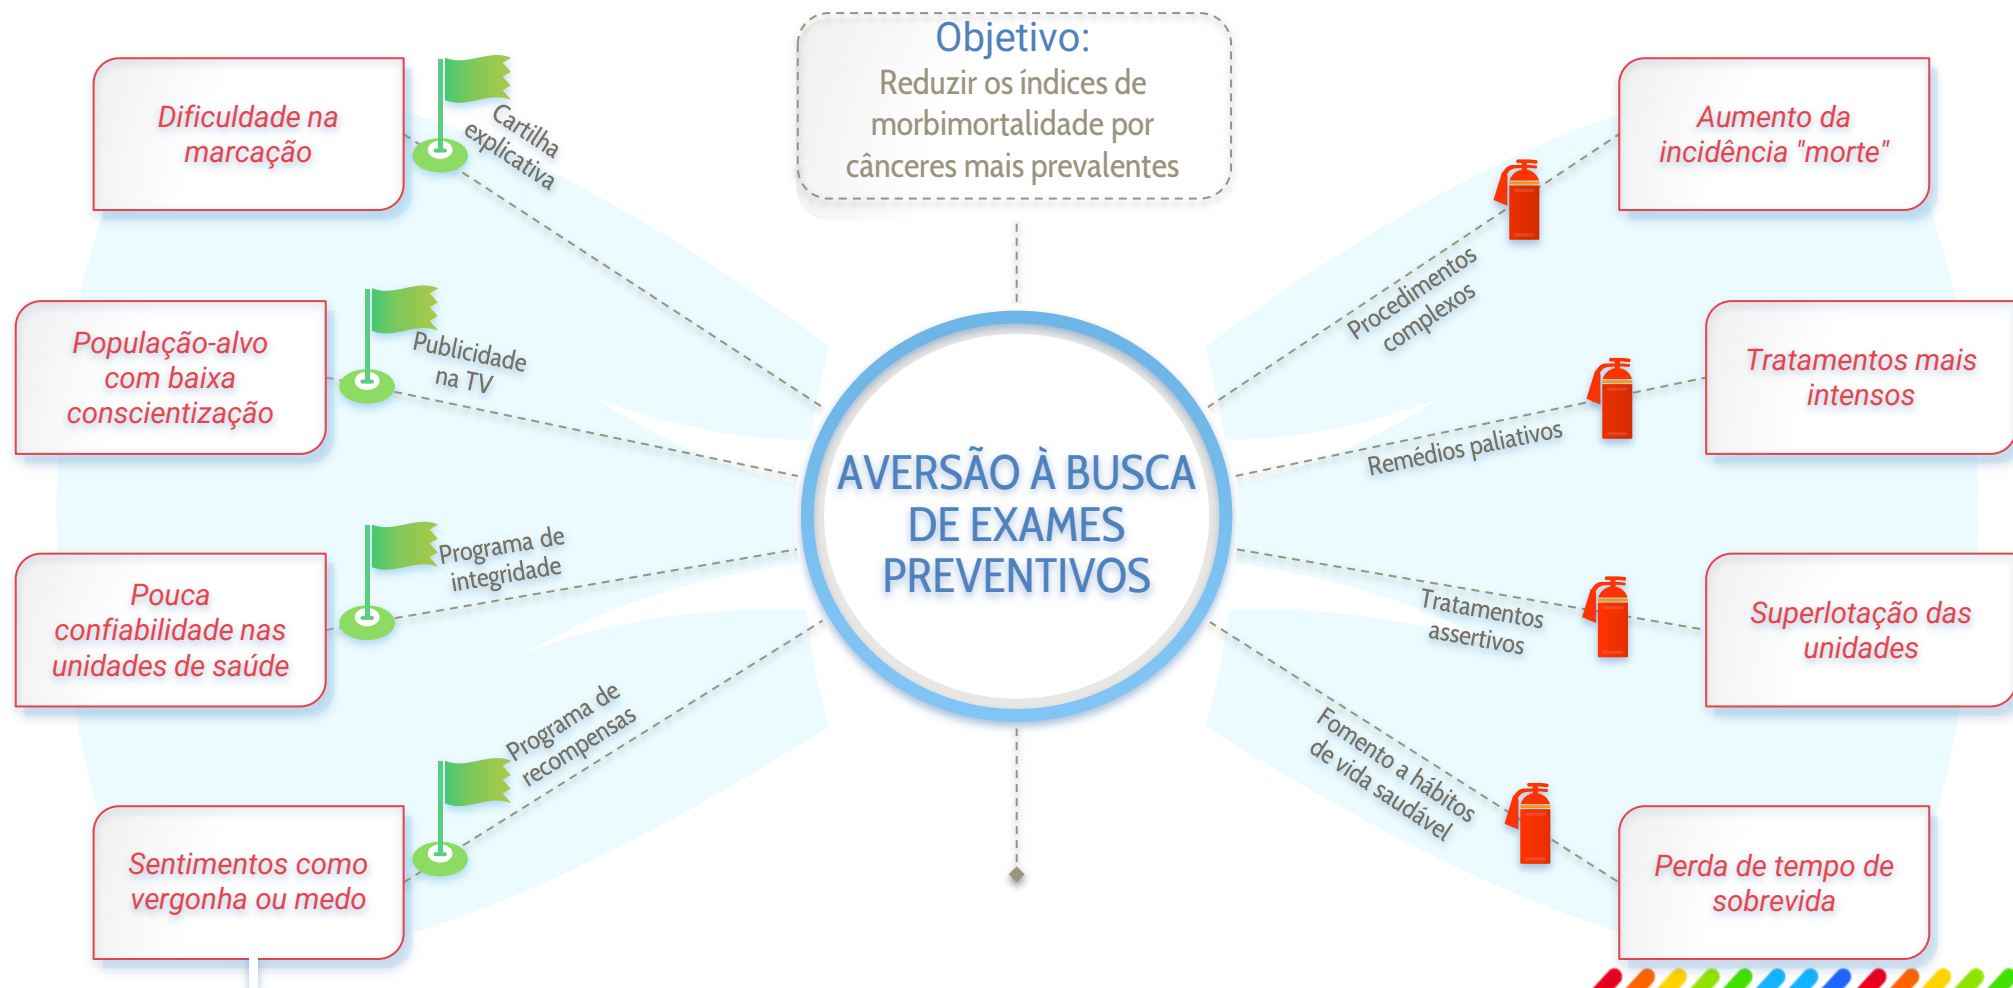 Objetivo:
Reduzir os índices de
morbimortalidade por
cânceres mais prevalentes
Dificuldade na
marcação
Cartilha
explicativa
População-alvo
com baixa
conscientização
Publicidade
na TV
Pouca
confiabilidade nas
unidades de saúde
Programa de
integridade
Sentimentos como
vergonha ou medo
Programa de
recompensas
AVERSÃO À BUSCA
DE EXAMES
PREVENTIVOS
Procedimentos
complexos
Aumento da
incidência "morte"
Remédios paliativos
Tratamentos mais
intensos
Tratamentos
assertivos
Superlotação das
unidades
Fomento a hábitos
de vida saudável
Perda de tempo de
sobrevida